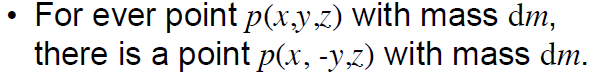 • For ever point p(x,y,z) with mass dm,
there is a point p(x, -y,z) with mass dm.